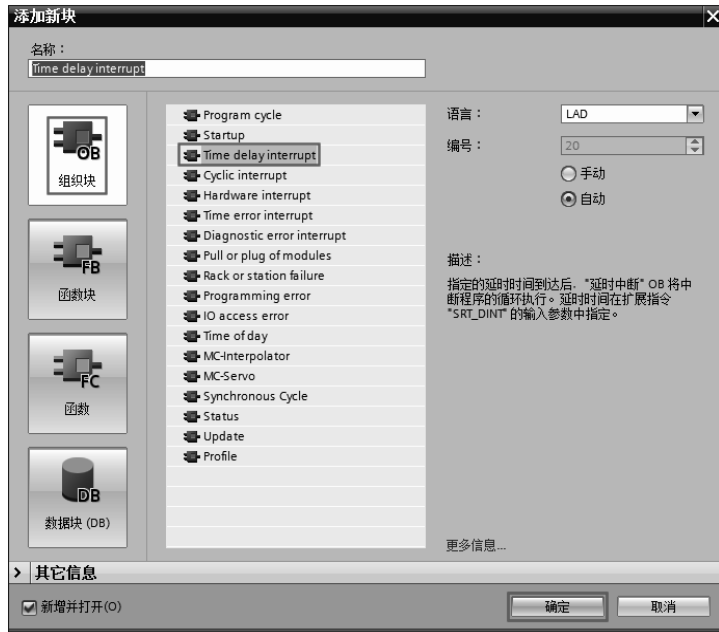 添加新块
名称：
Time delay interrupt
OB
组织块
FB
函数块
FC
函数
DB
数据块 (DB)
Program cycle
Startup
Time delay interrupt
Cyclic interrupt
Hardware interrupt
Time error interrupt
Diagnostic error interrupt
Pull or plug of modules
Rack or station failure
Programming error
IO access error
Time of day
MC-Interpolator
MC-Servo
Synchronous Cycle
Status
Update
Profile
语言：
LAD
编号：
20
手动
自动
描述：
指定的延时时间到达后，"延时中断" OB 将中
断程序的循环执行。延时时间在扩展指令
"SRT_DINT" 的输入参数中指定。
更多信息...
其它信息
新增并打开(O)
确定
取消